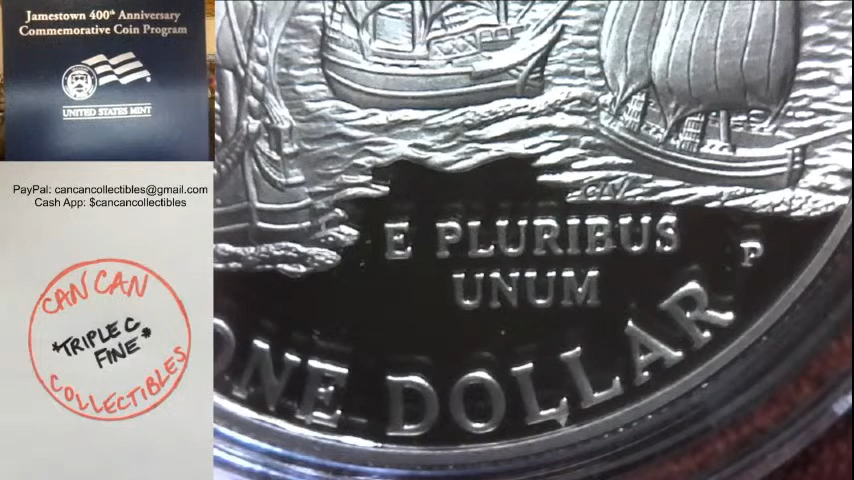 Jamestown 400th Anniversary
Commemorative Coin Program
UNITED STATES MINT
PayPal: cancancollectibles@gmail.com
Cash App: $cancancollectibles
CAN CAN
*TRIPLE C
FINE*
COLLECTIBLES
E PLURIBUS
UNUM
P
ONE DOLLAR